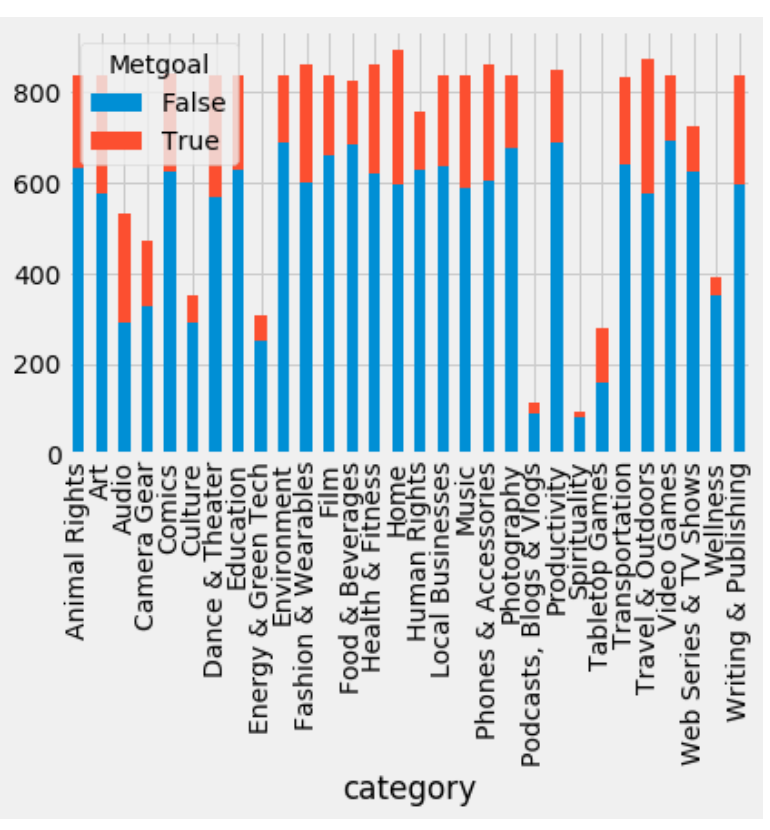 Metgoal
False
True
800
600
400
200
0
Animal Rights
Art
Audio
Camera Gear
Comics
Culture
Dance & Theater
Education
Energy & Green Tech
Environment
Fashion & Wearables
Film
Food & Beverages
Health & Fitness
Home
Human Rights
Local Businesses
Music
Phones & Accessories
Photography
Podcasts, Blogs & Vlogs
Productivity
Spirituality
Tabletop Games
Transportation
Travel & Outdoors
Video Games
Web Series & TV Shows
Wellness
Writing & Publishing
category